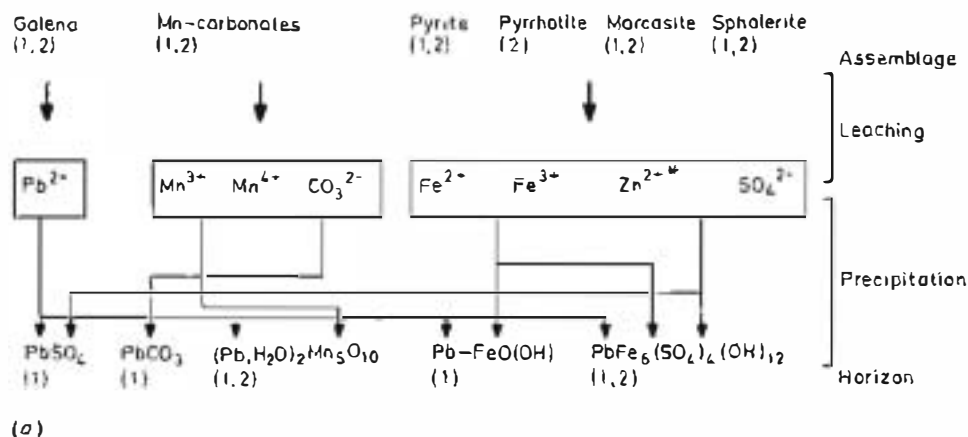 Galena Mn-carbonates Pyrite Pyrrhotite Marcasite Sphalerite
(1,2) (1,2) (1,2) (2) (1,2) (1,2)
Assemblage
Leaching
Pb²⁺ Mn³⁺ Mn⁴⁺ CO₃²⁻ Fe²⁺ Fe³⁺ Zn²⁺* SO₄²⁻
Precipitation
PbSO₄ PbCO₃ (Pb,H₂O)₂Mn₅O₁₀ Pb-FeO(OH) PbFe₆(SO₄)₄(OH)₁₂
(1) (1) (1,2) (1) (1,2)
Horizon
(a)